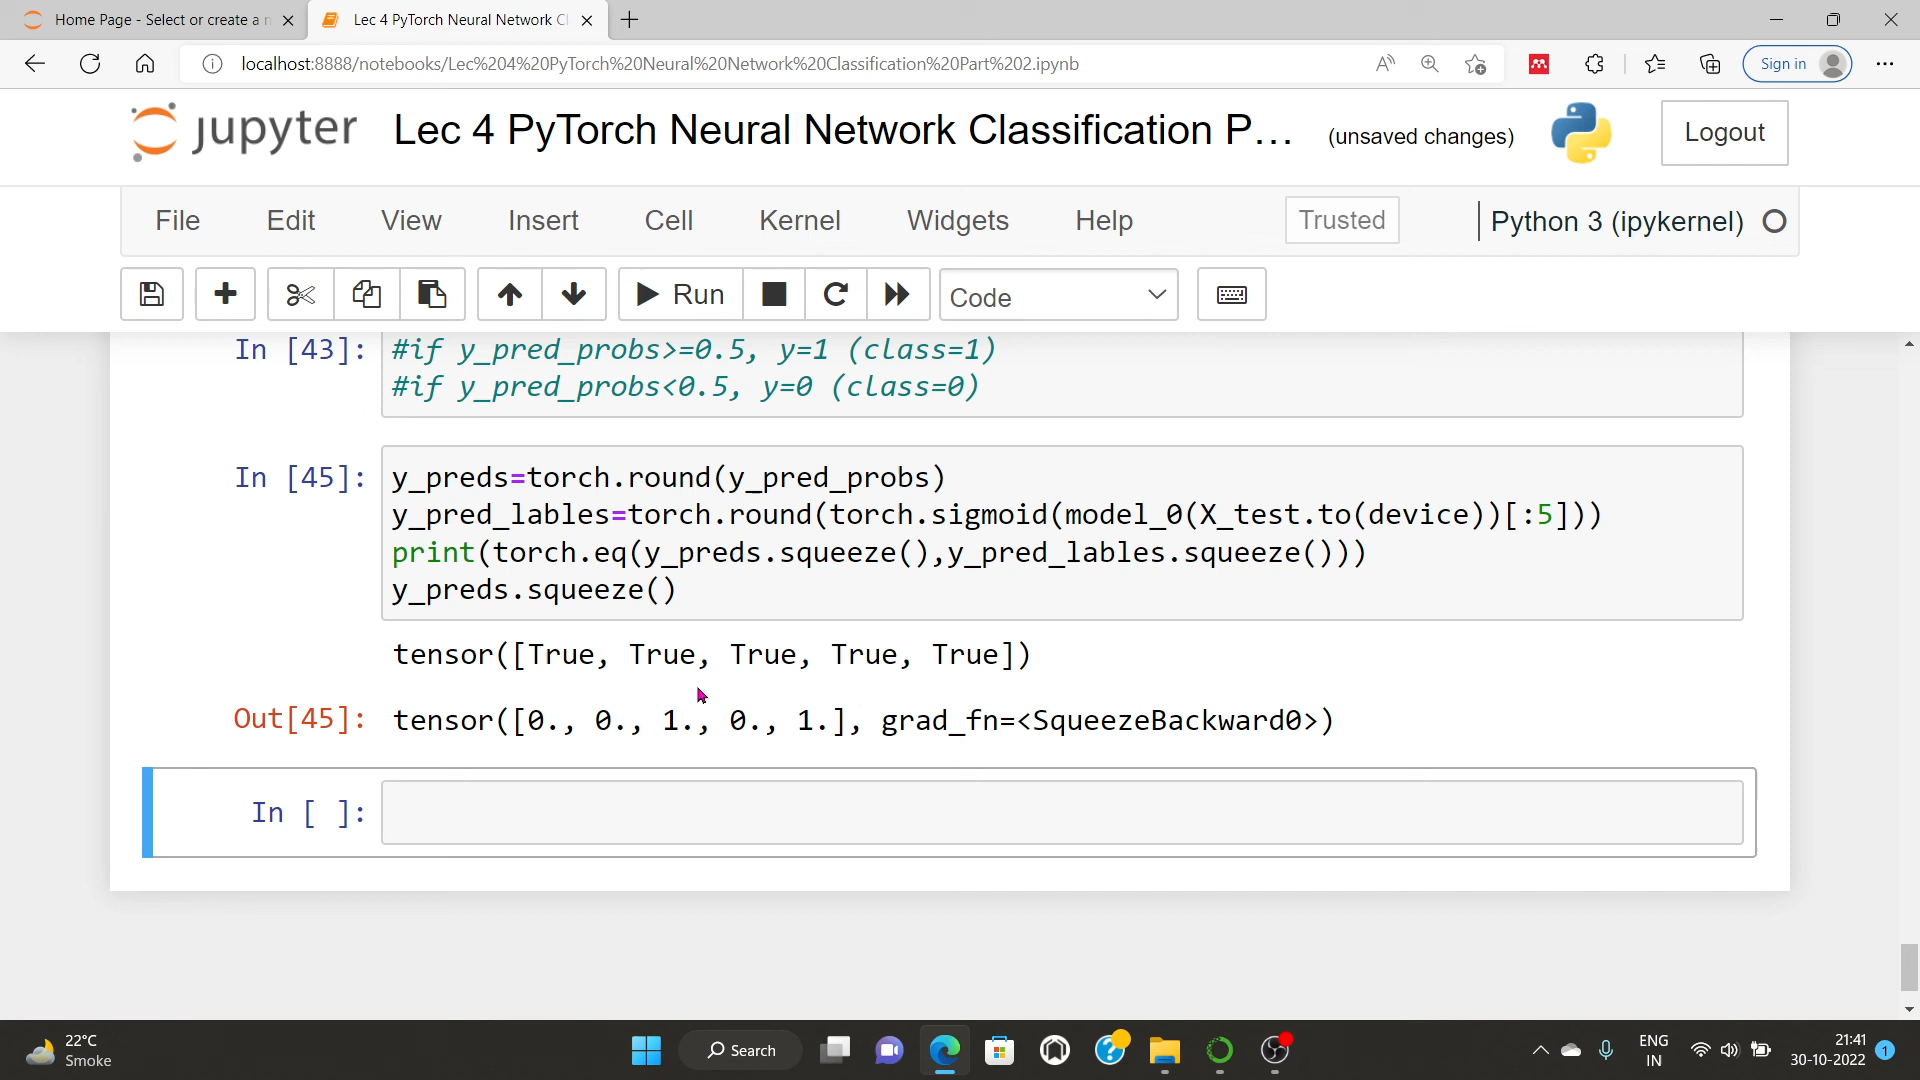 Home Page - Select or create a n
Lec 4 PyTorch Neural Network Cl
localhost:8888/notebooks/Lec%204%20PyTorch%20Neural%20Network%20Classification%20Part%202.ipynb
Sign in
jupyter Lec 4 PyTorch Neural Network Classification P... (unsaved changes)
Logout
File Edit View Insert Cell Kernel Widgets Help Trusted Python 3 (ipykernel)
Run Code
In [43]: #if y_pred_probs>=0.5, y=1 (class=1)
#if y_pred_probs<0.5, y=0 (class=0)
In [45]: y_preds=torch.round(y_pred_probs)
y_pred_lables=torch.round(torch.sigmoid(model_0(X_test.to(device))[:5]))
print(torch.eq(y_preds.squeeze(),y_pred_lables.squeeze()))
y_preds.squeeze()
tensor([True, True, True, True, True])
Out[45]: tensor([0., 0., 1., 0., 1.], grad_fn=<SqueezeBackward0>)
In [ ]:
22°C
Smoke
Search
ENG
IN
21:41
30-10-2022
1